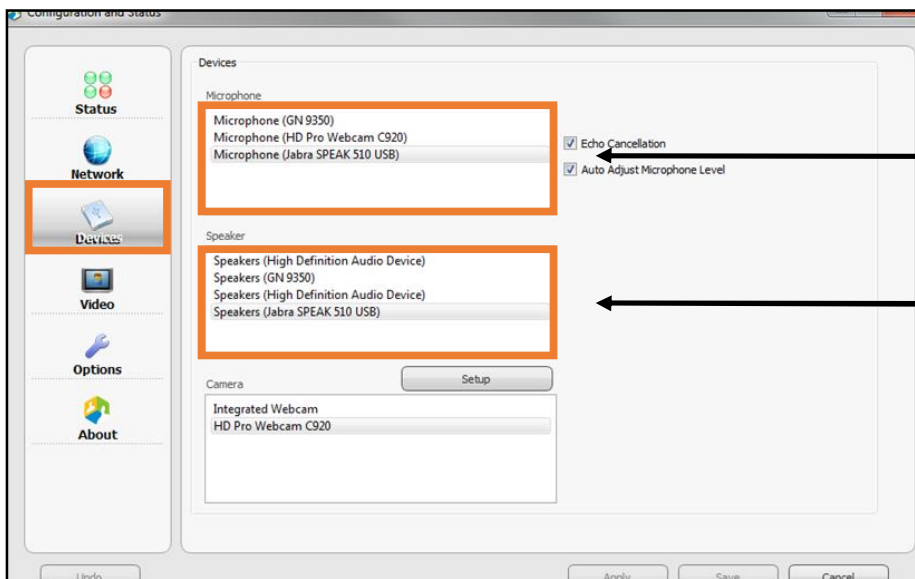 Configuration and Status
Status
Network
Devices
Video
Options
About
Devices
Microphone
Microphone (GN 9350)
Microphone (HD Pro Webcam C920)
Microphone (Jabra SPEAK 510 USB)
Echo Cancellation
Auto Adjust Microphone Level
Speaker
Speakers (High Definition Audio Device)
Speakers (GN 9350)
Speakers (High Definition Audio Device)
Speakers (Jabra SPEAK 510 USB)
Camera
Setup
Integrated Webcam
HD Pro Webcam C920
Undo
Apply
Save
Cancel